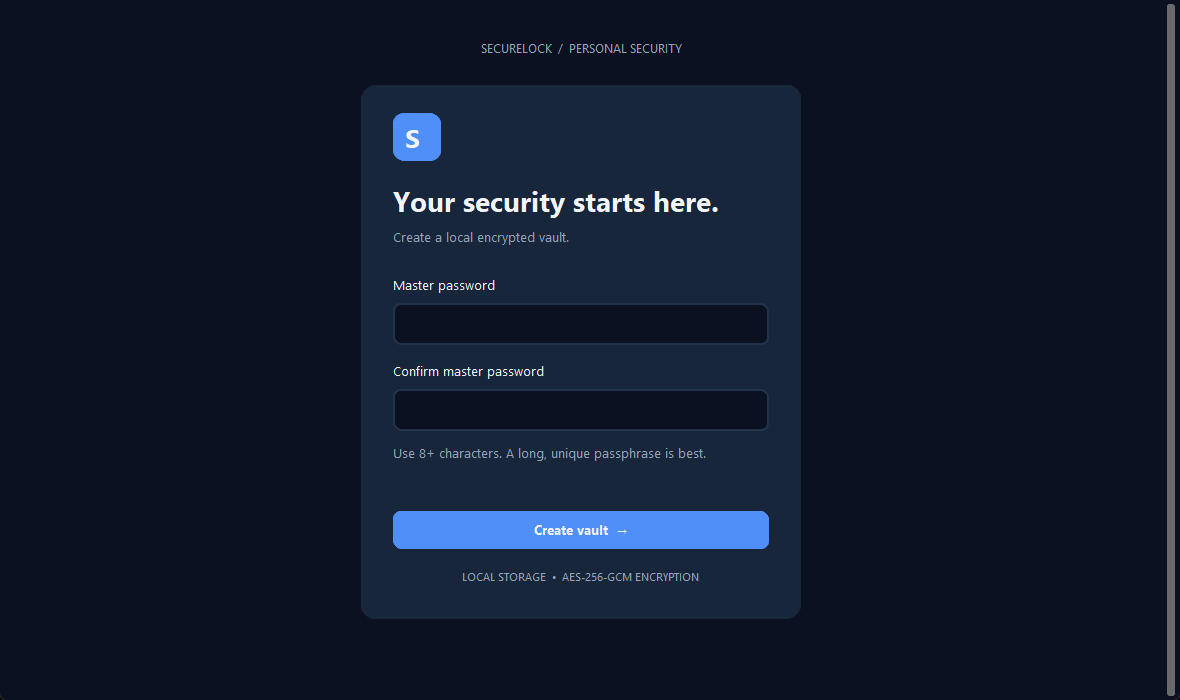 SECURELOCK / PERSONAL SECURITY
S
Your security starts here.
Create a local encrypted vault.
Master password
Confirm master password
Use 8+ characters. A long, unique passphrase is best.
Create vault →
LOCAL STORAGE • AES-256-GCM ENCRYPTION